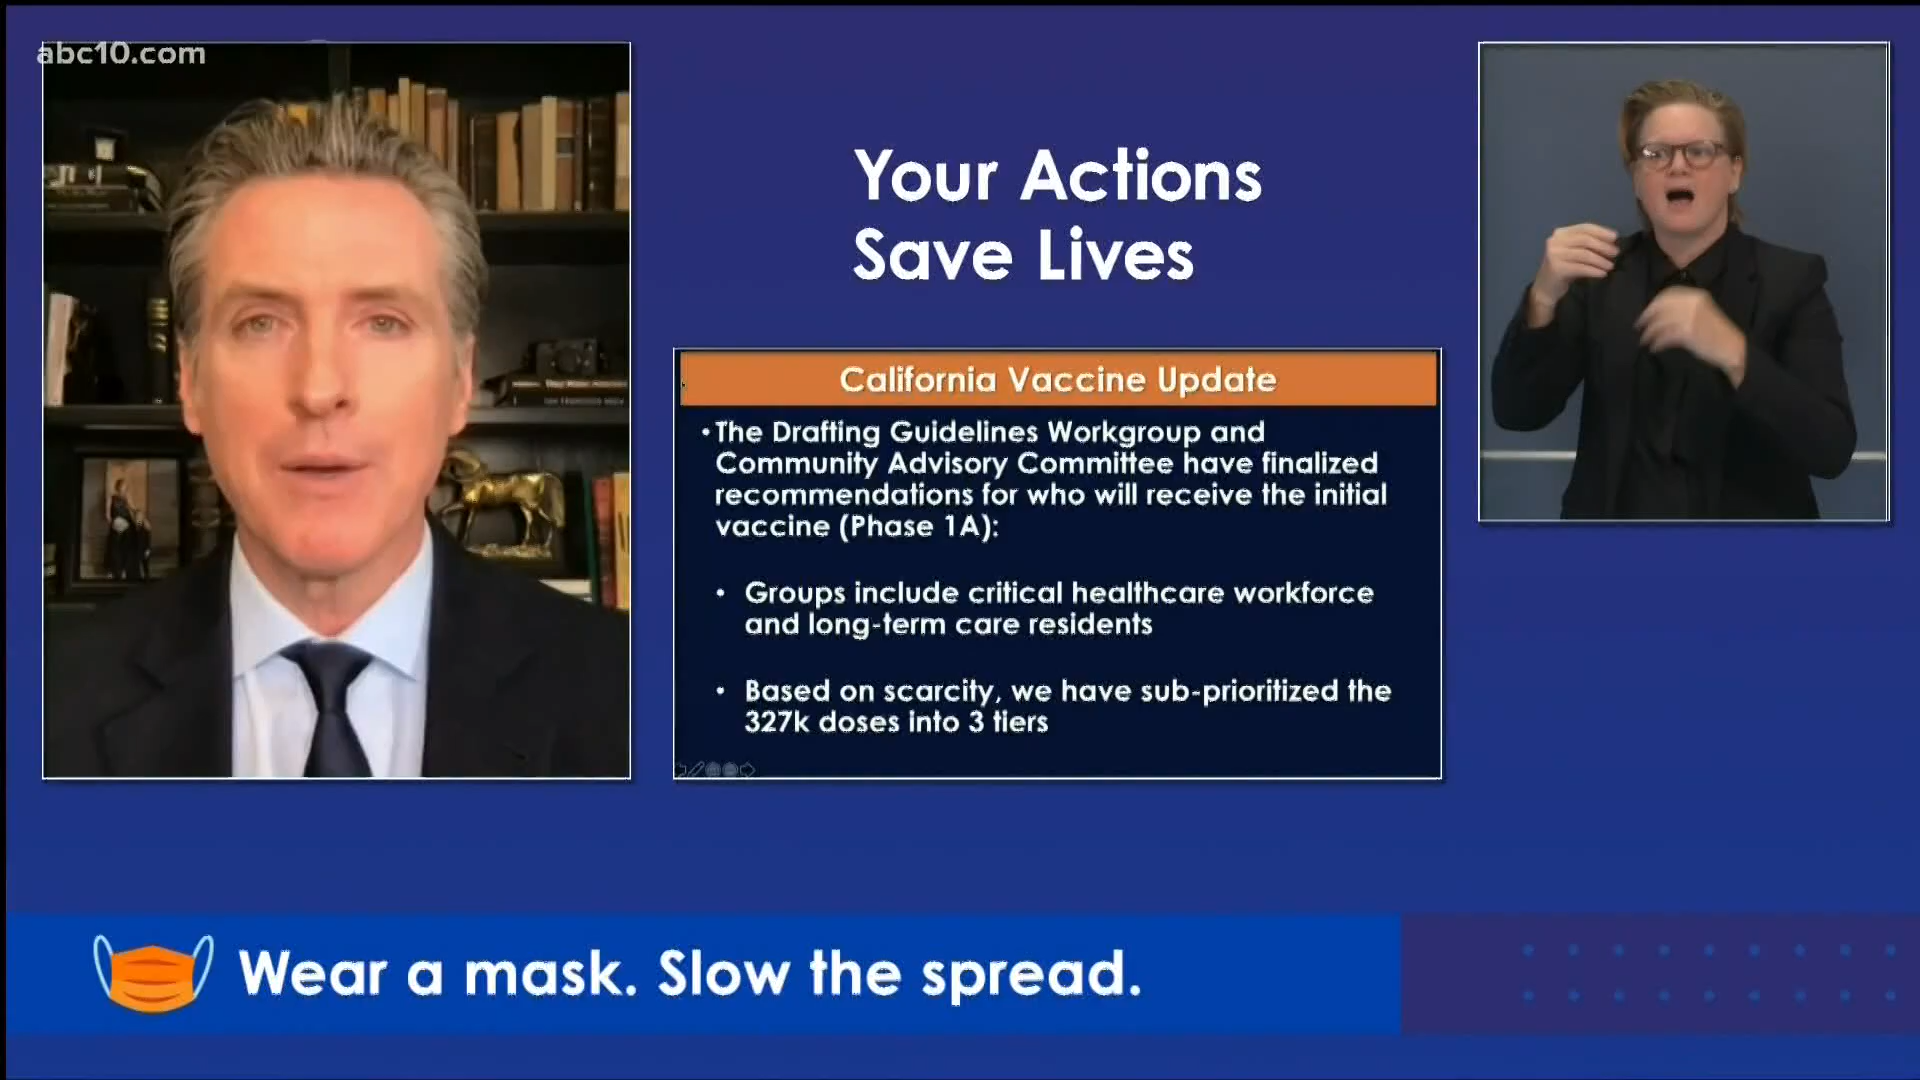 abc10.com
Your Actions
Save Lives
California Vaccine Update
• The Drafting Guidelines Workgroup and
Community Advisory Committee have finalized
recommendations for who will receive the initial
vaccine (Phase 1A):
• Groups include critical healthcare workforce
and long-term care residents
• Based on scarcity, we have sub-prioritized the
327k doses into 3 tiers
Wear a mask. Slow the spread.